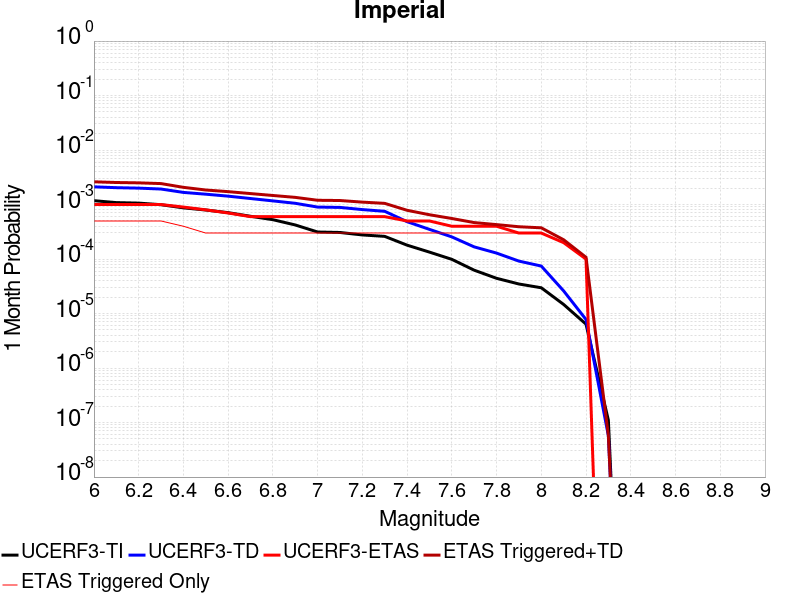 Imperial
10^0
10^-1
10^-2
10^-3
10^-4
10^-5
10^-6
10^-7
10^-8
1 Month Probability
6 6.2 6.4 6.6 6.8 7 7.2 7.4 7.6 7.8 8 8.2 8.4 8.6 8.8 9
Magnitude
UCERF3-TI UCERF3-TD UCERF3-ETAS ETAS Triggered+TD
ETAS Triggered Only